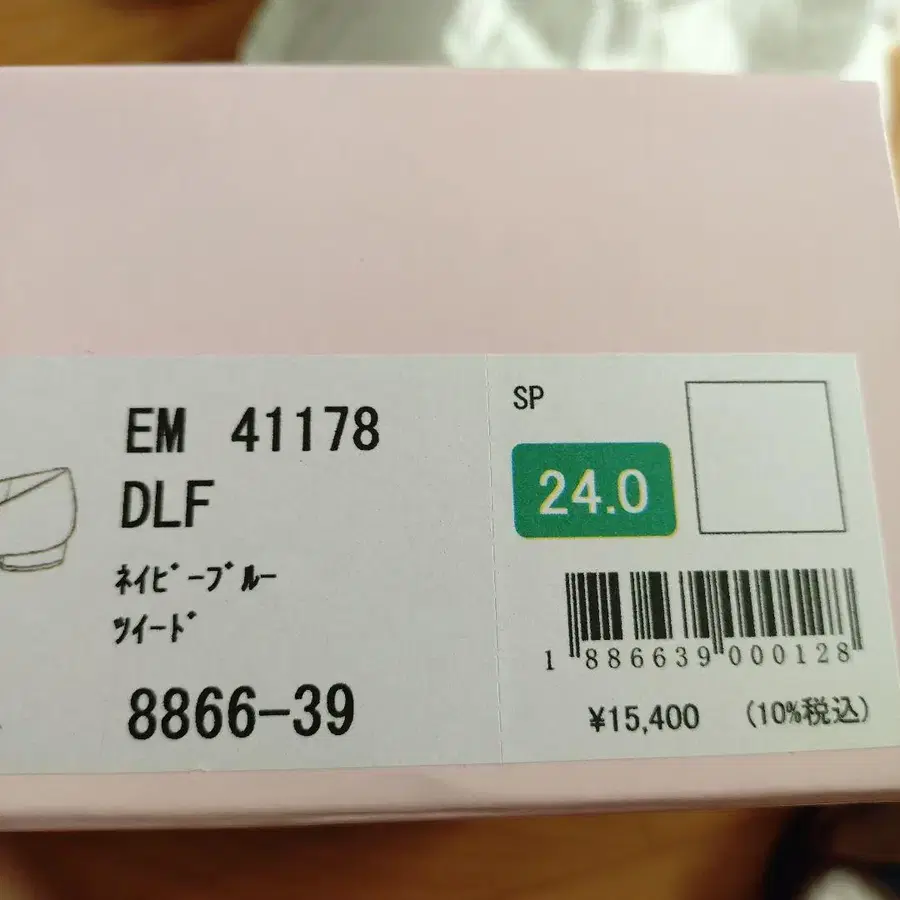 EM 41178
DLF
ﾈｲﾋﾞｰﾌﾞﾙｰ
ﾂｲｰﾄﾞ
8866-39
SP
24.0
1 886639 000128
¥15,400 (10%税込)